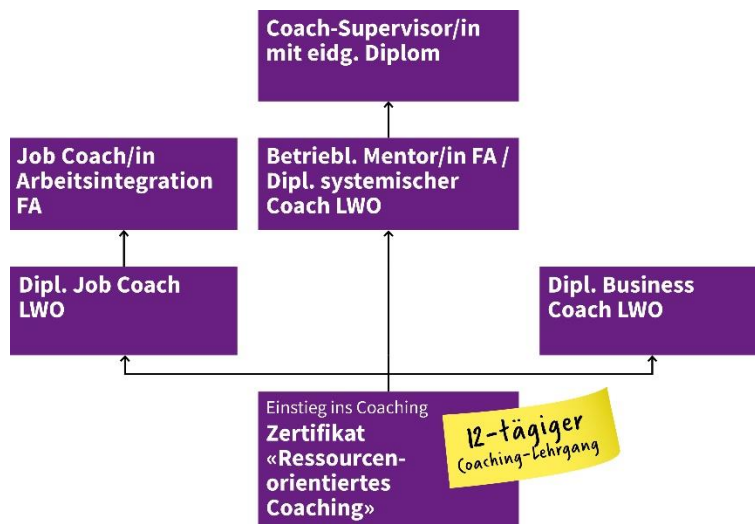 Coach-Supervisor/in
mit eidg. Diplom
Job Coach/in
Arbeitsintegration
FA
Betriebl. Mentor/in FA /
Dipl. systemischer
Coach LWO
Dipl. Job Coach
LWO
Dipl. Business
Coach LWO
Einstieg ins Coaching
Zertifikat
«Ressourcen-
orientiertes
Coaching»
12-tägiger
Coaching-Lehrgang